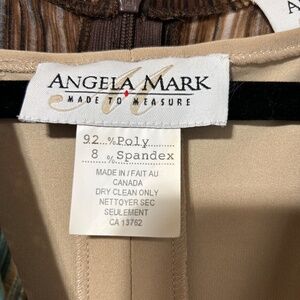 ANGELA MARK
MADE TO MEASURE
92 % Poly
8 % Spandex
MADE IN / FAIT AU
CANADA
DRY CLEAN ONLY
NETTOYER SEC
SEULEMENT
CA 13762
A